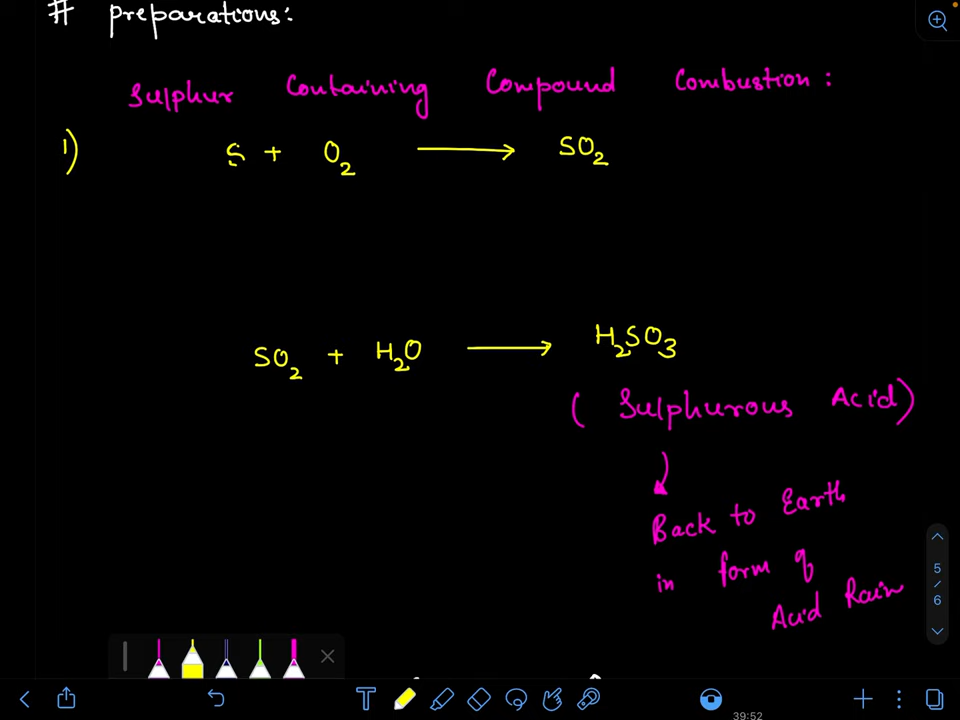 # preparations:
Sulphur Containing Compound Combustion:
1) S + O₂ ⟶ SO₂
SO₂ + H₂O ⟶ H₂SO₃
( Sulphurous Acid)
Back to Earth
in form of
Acid Rain
5
/
6
T
39:52